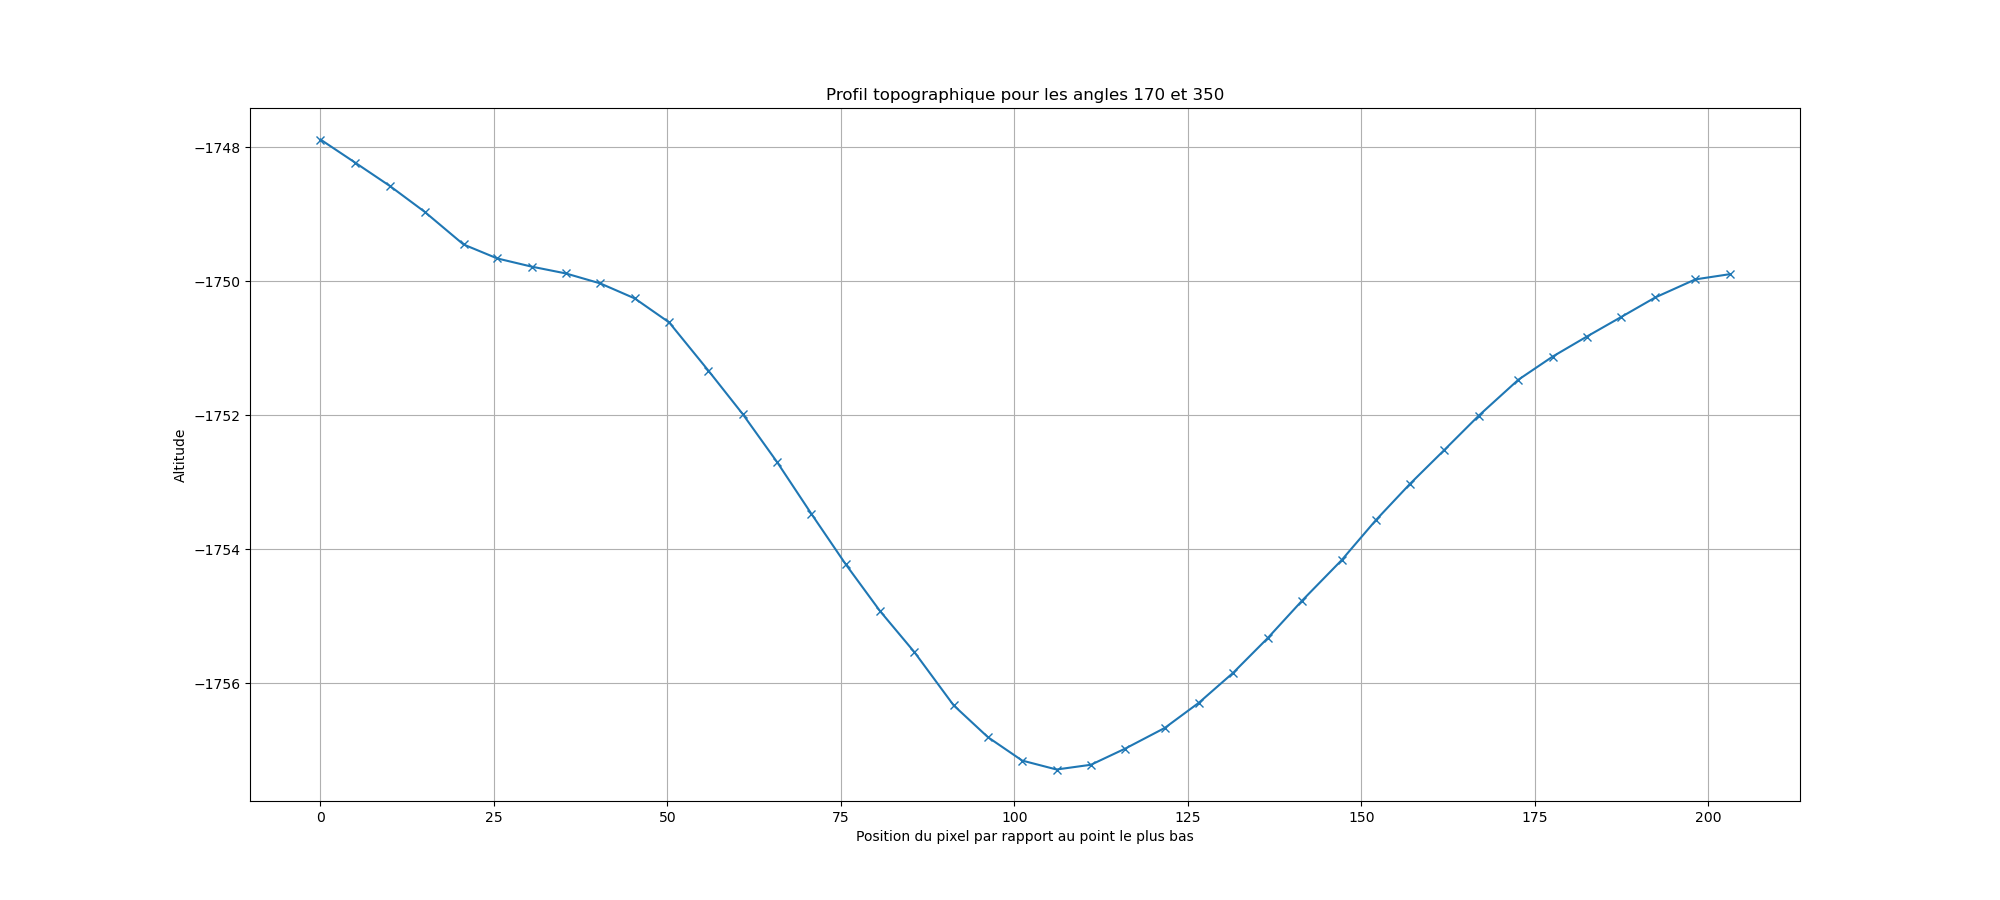 Profil topographique pour les angles 170 et 350
−1748
−1750
−1752
−1754
−1756
Altitude
0 25 50 75 100 125 150 175 200
Position du pixel par rapport au point le plus bas